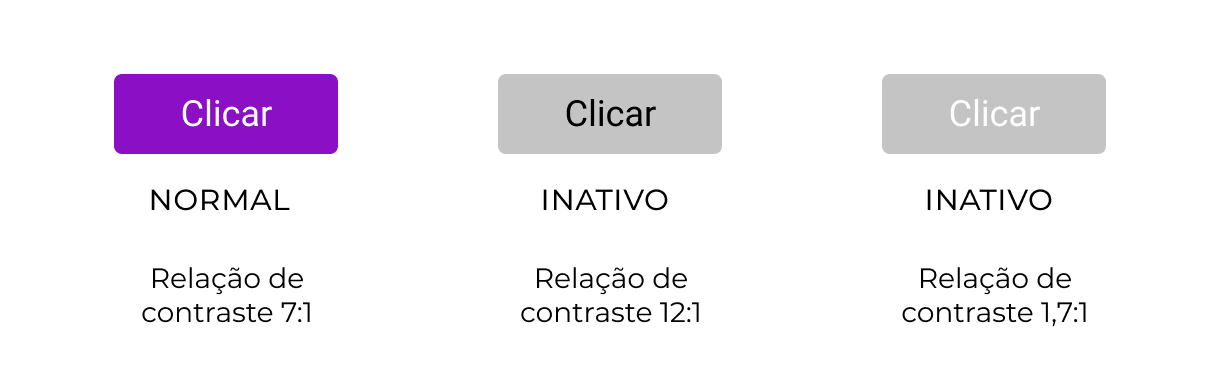 Clicar
Clicar
Clicar
NORMAL
INATIVO
INATIVO
Relação de
contraste 7:1
Relação de
contraste 12:1
Relação de
contraste 1,7:1